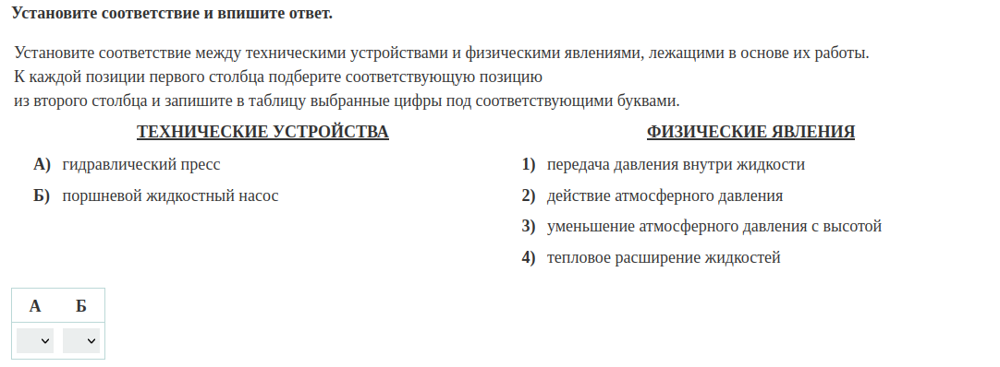 Установите соответствие и впишите ответ.
Установите соответствие между техническими устройствами и физическими явлениями, лежащими в основе их работы.
К каждой позиции первого столбца подберите соответствующую позицию
из второго столбца и запишите в таблицу выбранные цифры под соответствующими буквами.
ТЕХНИЧЕСКИЕ УСТРОЙСТВА
А) гидравлический пресс
Б) поршневой жидкостный насос
ФИЗИЧЕСКИЕ ЯВЛЕНИЯ
1) передача давления внутри жидкости
2) действие атмосферного давления
3) уменьшение атмосферного давления с высотой
4) тепловое расширение жидкостей
А Б